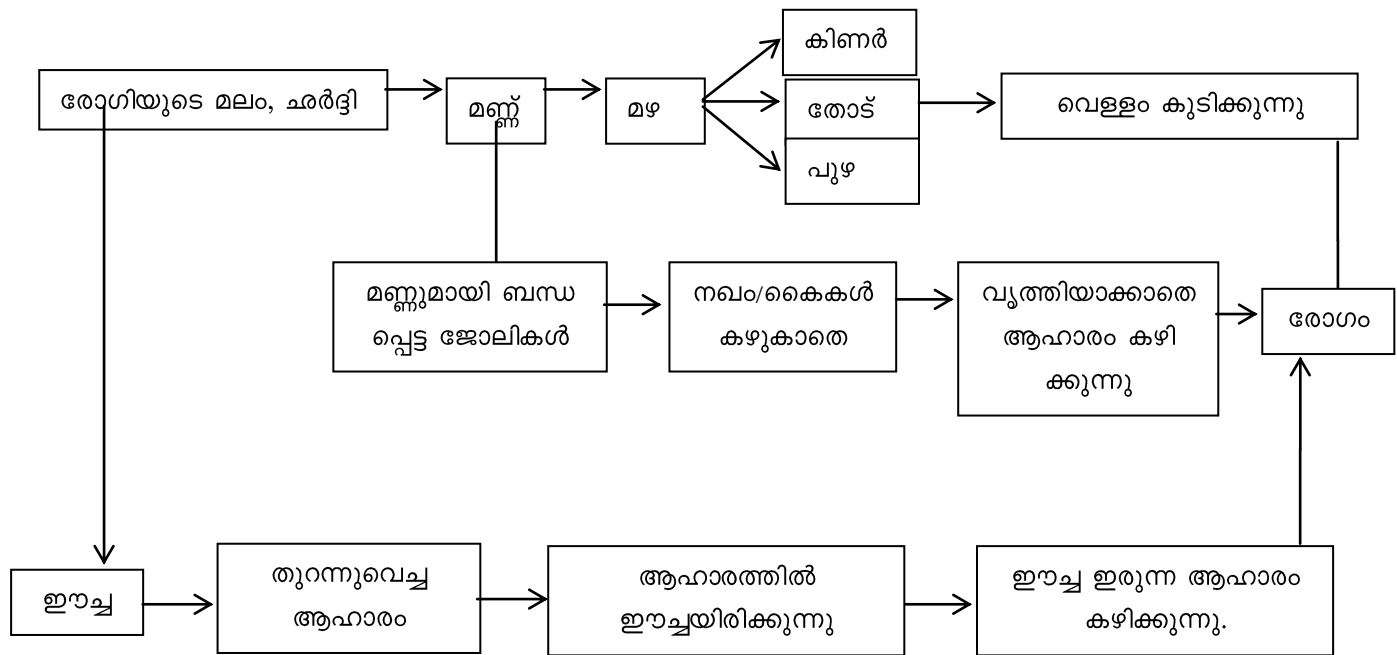 കിണർ
രോഗിയുടെ മലം, ഛർദ്ദി
മണ്ണ്
മഴ
തോട്
വെള്ളം കുടിക്കുന്നു
പുഴ
മണ്ണുമായി ബന്ധ
പ്പെട്ട ജോലികൾ
നഖം/കൈകൾ
കഴുകാതെ
വൃത്തിയാക്കാതെ
ആഹാരം കഴി
ക്കുന്നു
രോഗം
ഈച്ച
തുറന്നുവെച്ച
ആഹാരം
ആഹാരത്തിൽ
ഈച്ചയിരിക്കുന്നു
ഈച്ച ഇരുന്ന ആഹാരം
കഴിക്കുന്നു.